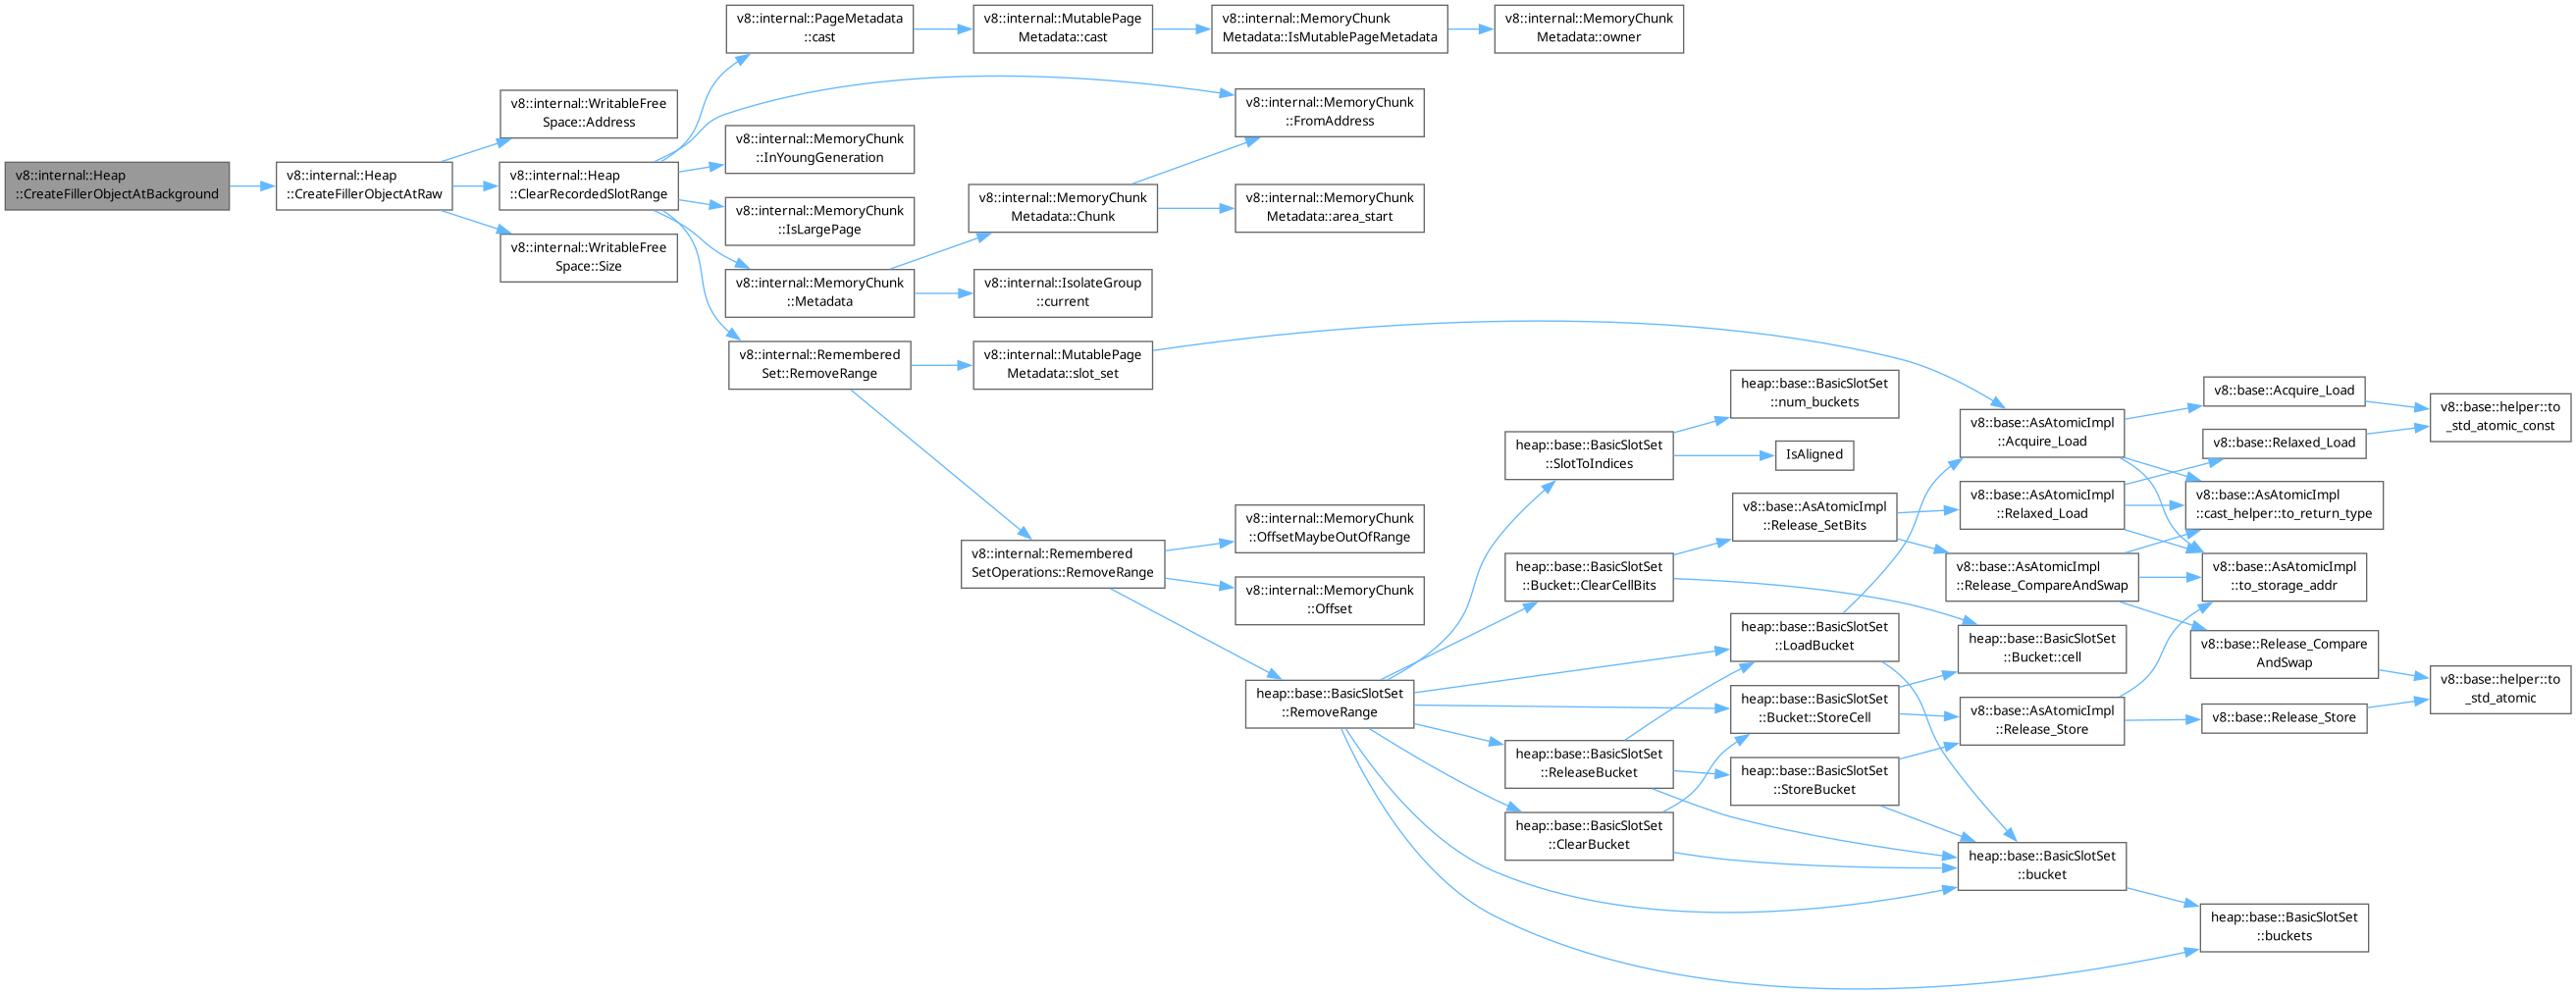 v8::internal::Heap
::CreateFillerObjectAtBackground
v8::internal::Heap
::CreateFillerObjectAtRaw
v8::internal::WritableFree
Space::Address
v8::internal::Heap
::ClearRecordedSlotRange
v8::internal::WritableFree
Space::Size
v8::internal::PageMetadata
::cast
v8::internal::MemoryChunk
::InYoungGeneration
v8::internal::MemoryChunk
::IsLargePage
v8::internal::MemoryChunk
::Metadata
v8::internal::Remembered
Set::RemoveRange
v8::internal::MutablePage
Metadata::cast
v8::internal::MemoryChunk
Metadata::Chunk
v8::internal::IsolateGroup
::current
v8::internal::MutablePage
Metadata::slot_set
v8::internal::Remembered
SetOperations::RemoveRange
v8::internal::MemoryChunk
Metadata::IsMutablePageMetadata
v8::internal::MemoryChunk
::FromAddress
v8::internal::MemoryChunk
Metadata::area_start
v8::internal::MemoryChunk
::OffsetMaybeOutOfRange
v8::internal::MemoryChunk
::Offset
heap::base::BasicSlotSet
::RemoveRange
v8::internal::MemoryChunk
Metadata::owner
heap::base::BasicSlotSet
::SlotToIndices
heap::base::BasicSlotSet
::Bucket::ClearCellBits
heap::base::BasicSlotSet
::ReleaseBucket
heap::base::BasicSlotSet
::ClearBucket
heap::base::BasicSlotSet
::num_buckets
IsAligned
v8::base::AsAtomicImpl
::Release_SetBits
heap::base::BasicSlotSet
::LoadBucket
heap::base::BasicSlotSet
::Bucket::StoreCell
heap::base::BasicSlotSet
::StoreBucket
v8::base::AsAtomicImpl
::Acquire_Load
v8::base::AsAtomicImpl
::Relaxed_Load
v8::base::AsAtomicImpl
::Release_CompareAndSwap
heap::base::BasicSlotSet
::Bucket::cell
v8::base::AsAtomicImpl
::Release_Store
heap::base::BasicSlotSet
::bucket
v8::base::Acquire_Load
v8::base::Relaxed_Load
v8::base::AsAtomicImpl
::cast_helper::to_return_type
v8::base::AsAtomicImpl
::to_storage_addr
v8::base::Release_Compare
AndSwap
v8::base::Release_Store
heap::base::BasicSlotSet
::buckets
v8::base::helper::to
_std_atomic_const
v8::base::helper::to
_std_atomic